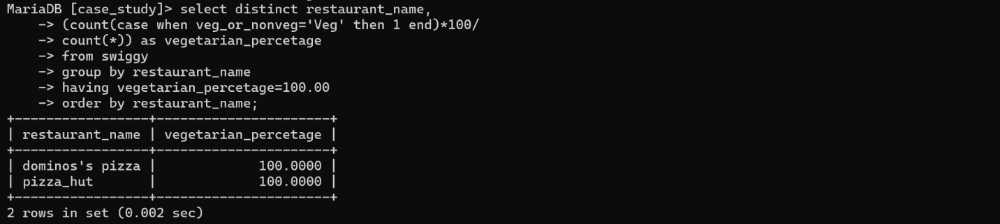 MariaDB [case_study]> select distinct restaurant_name,
    -> (count(case when veg_or_nonveg='Veg' then 1 end)*100/
    -> count(*)) as vegetarian_percetage
    -> from swiggy
    -> group by restaurant_name
    -> having vegetarian_percetage=100.00
    -> order by restaurant_name;
+-----------------+----------------------+
| restaurant_name | vegetarian_percetage |
+-----------------+----------------------+
| dominos's pizza |             100.0000 |
| pizza_hut       |             100.0000 |
+-----------------+----------------------+
2 rows in set (0.002 sec)